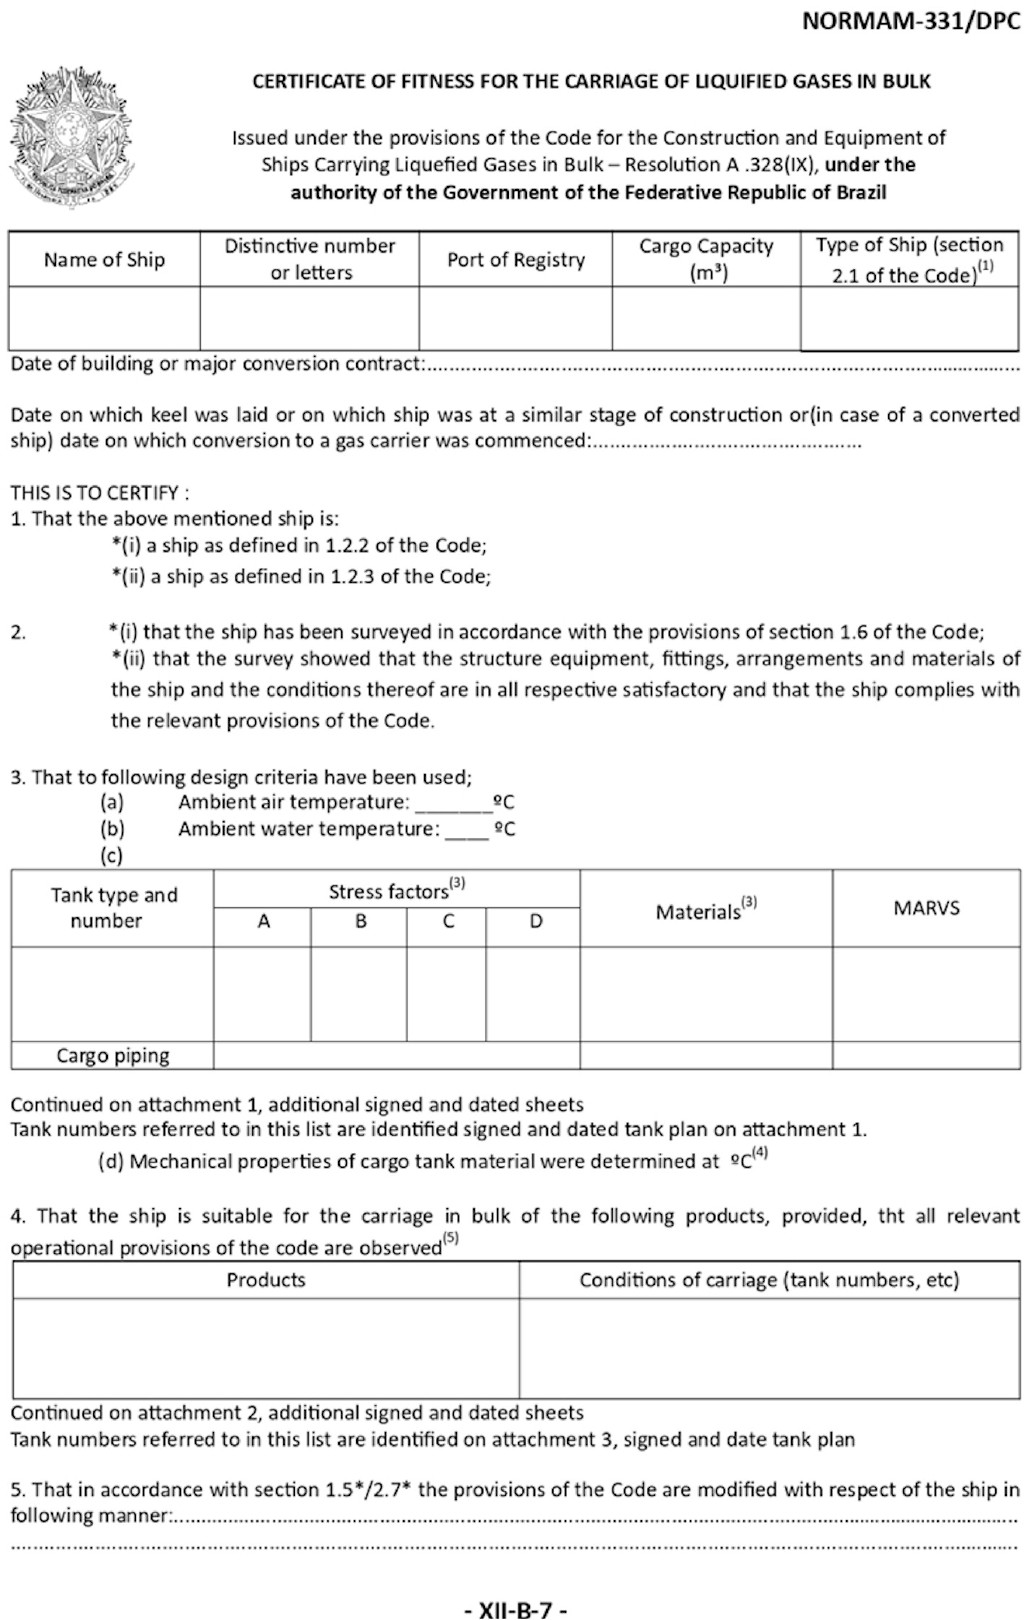 NORMAM-331/DPC
CERTIFICATE OF FITNESS FOR THE CARRIAGE OF LIQUIFIED GASES IN BULK
Issued under the provisions of the Code for the Construction and Equipment of
Ships Carrying Liquefied Gases in Bulk – Resolution A .328(IX), under the
authority of the Government of the Federative Republic of Brazil
Name of Ship
Distinctive number
or letters
Port of Registry
Cargo Capacity
(m³)
Type of Ship (section
2.1 of the Code)(1)
Date of building or major conversion contract:..........................................................................................................
Date on which keel was laid or on which ship was at a similar stage of construction or(in case of a converted
ship) date on which conversion to a gas carrier was commenced:................................................
THIS IS TO CERTIFY :
1. That the above mentioned ship is:
*(i) a ship as defined in 1.2.2 of the Code;
*(ii) a ship as defined in 1.2.3 of the Code;
2. *(i) that the ship has been surveyed in accordance with the provisions of section 1.6 of the Code;
*(ii) that the survey showed that the structure equipment, fittings, arrangements and materials of
the ship and the conditions thereof are in all respective satisfactory and that the ship complies with
the relevant provisions of the Code.
3. That to following design criteria have been used;
(a) Ambient air temperature: _______ºC
(b) Ambient water temperature: ____ ºC
(c)
Tank type and
number
Stress factors(3)
A B C D
Materials(3)
MARVS
Cargo piping
Continued on attachment 1, additional signed and dated sheets
Tank numbers referred to in this list are identified signed and dated tank plan on attachment 1.
(d) Mechanical properties of cargo tank material were determined at ºC(4)
4. That the ship is suitable for the carriage in bulk of the following products, provided, tht all relevant
operational provisions of the code are observed(5)
Products
Conditions of carriage (tank numbers, etc)
Continued on attachment 2, additional signed and dated sheets
Tank numbers referred to in this list are identified on attachment 3, signed and date tank plan
5. That in accordance with section 1.5*/2.7* the provisions of the Code are modified with respect of the ship in
following manner:......................................................................................................................................................
..................................................................................................................................................................................
- XII-B-7 -